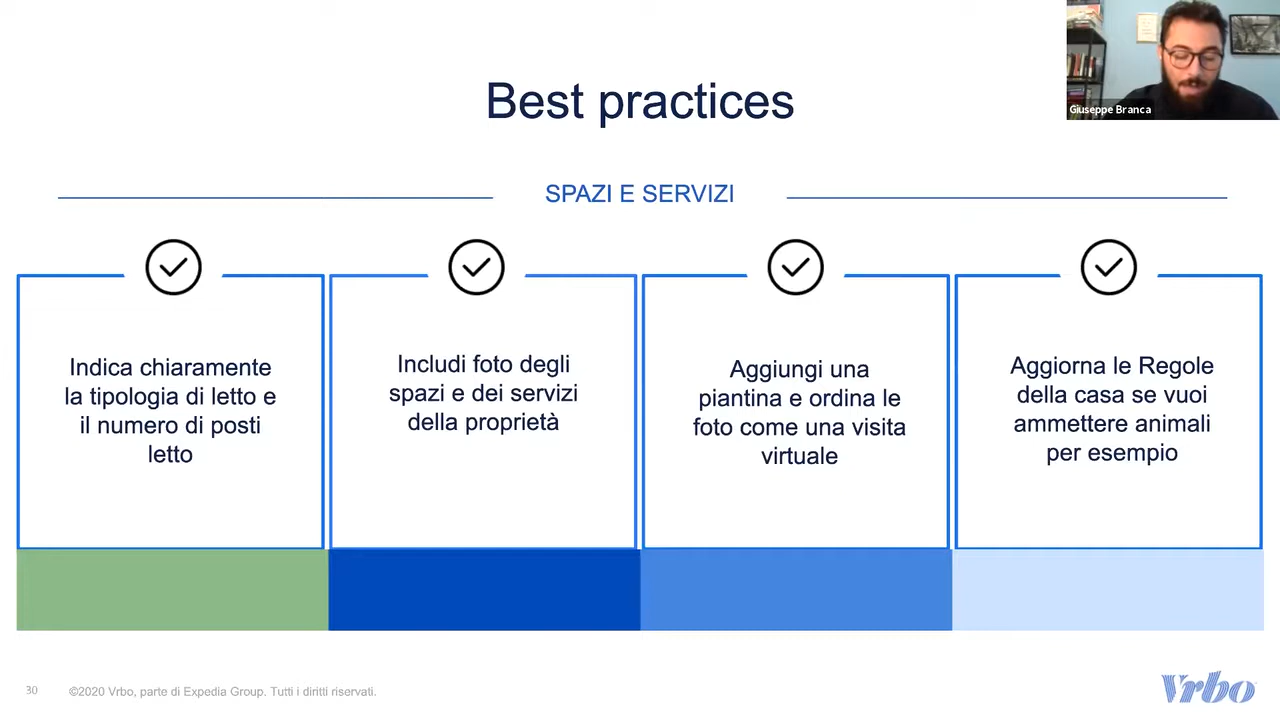 Giuseppe Branca
Best practices
SPAZI E SERVIZI
Indica chiaramente
la tipologia di letto e
il numero di posti
letto
Includi foto degli
spazi e dei servizi
della proprietà
Aggiungi una
piantina e ordina le
foto come una visita
virtuale
Aggiorna le Regole
della casa se vuoi
ammettere animali
per esempio
30
©2020 Vrbo, parte di Expedia Group. Tutti i diritti riservati.
Vrbo